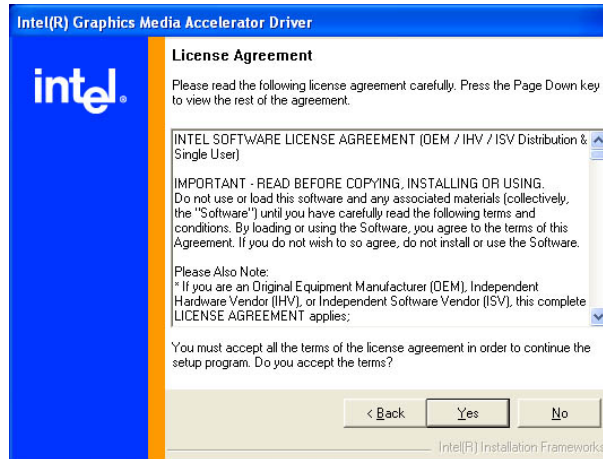 Intel(R) Graphics Media Accelerator Driver
intel®
License Agreement
Please read the following license agreement carefully. Press the Page Down key
to view the rest of the agreement.
INTEL SOFTWARE LICENSE AGREEMENT (OEM / IHV / ISV Distribution &
Single User)
IMPORTANT - READ BEFORE COPYING, INSTALLING OR USING.
Do not use or load this software and any associated materials (collectively,
the "Software") until you have carefully read the following terms and
conditions. By loading or using the Software, you agree to the terms of this
Agreement. If you do not wish to so agree, do not install or use the Software.
Please Also Note:
* If you are an Original Equipment Manufacturer (OEM), Independent
Hardware Vendor (IHV), or Independent Software Vendor (ISV), this complete
LICENSE AGREEMENT applies;
You must accept all the terms of the license agreement in order to continue the
setup program. Do you accept the terms?
< Back Yes No
Intel(R) Installation Frameworks